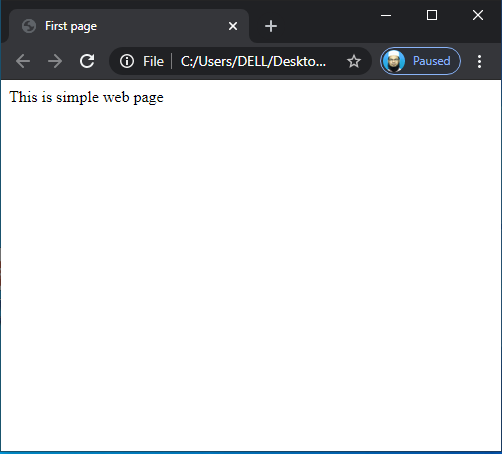 First page
File C:/Users/DELL/Deskto...
Paused
This is simple web page